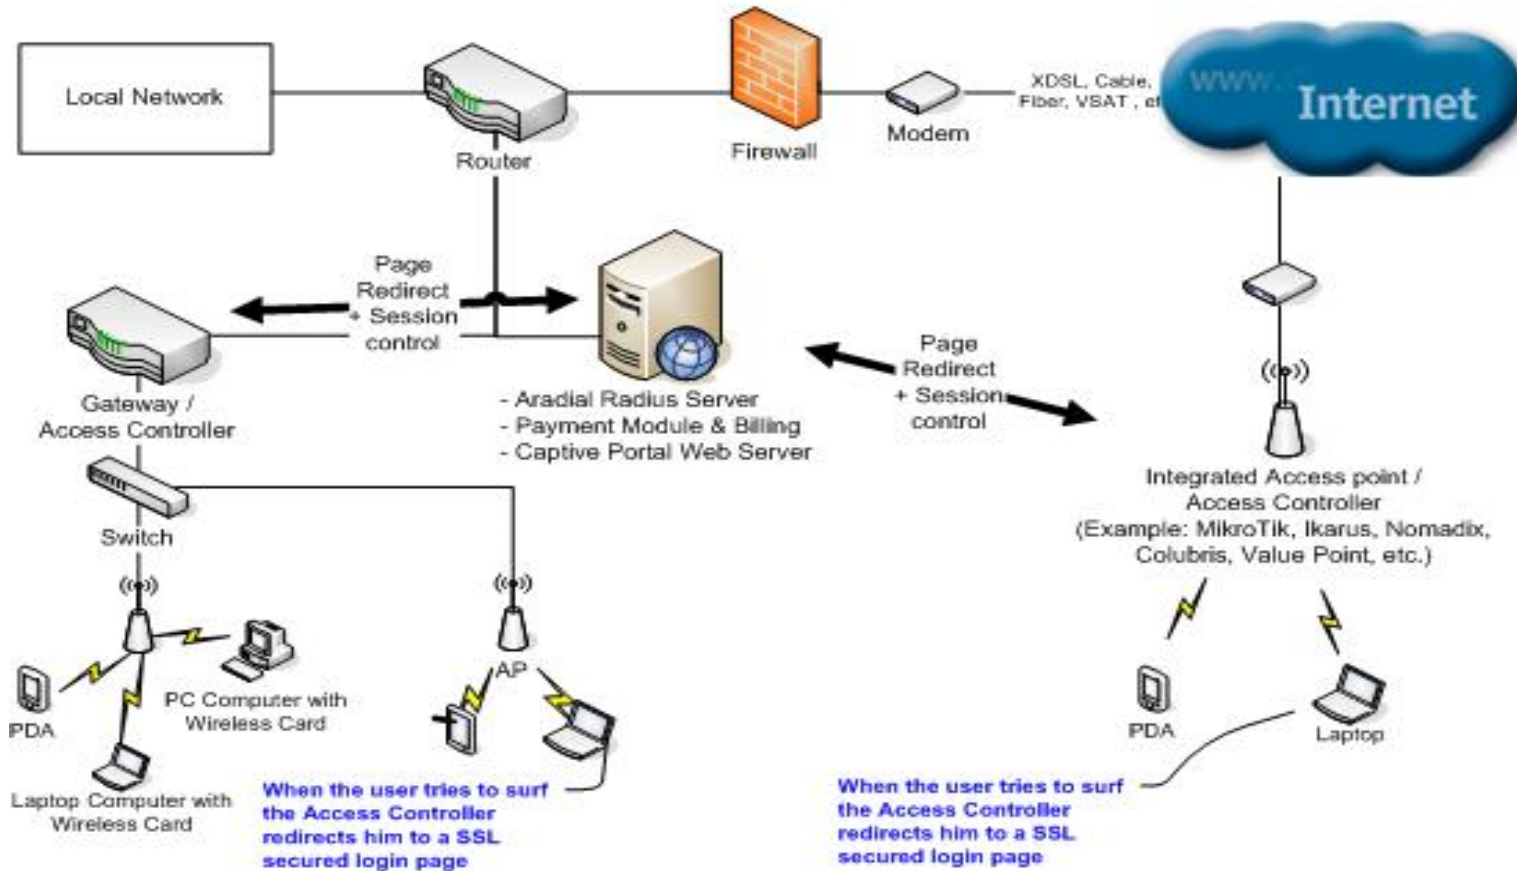 Local Network
Router
Firewall
Modem
XDSL, Cable,
Fiber, VSAT , et
www.
Internet
Page
Redirect
+ Session
control
Gateway /
Access Controller
- Aradial Radius Server
- Payment Module & Billing
- Captive Portal Web Server
Page
Redirect
+ Session
control
Integrated Access point /
Access Controller
(Example: MikroTik, Ikarus, Nomadix,
Colubris, Value Point, etc.)
Switch
AP
PDA
PC Computer with
Wireless Card
Laptop Computer with
Wireless Card
When the user tries to surf
the Access Controller
redirects him to a SSL
secured login page
PDA
Laptop
When the user tries to surf
the Access Controller
redirects him to a SSL
secured login page